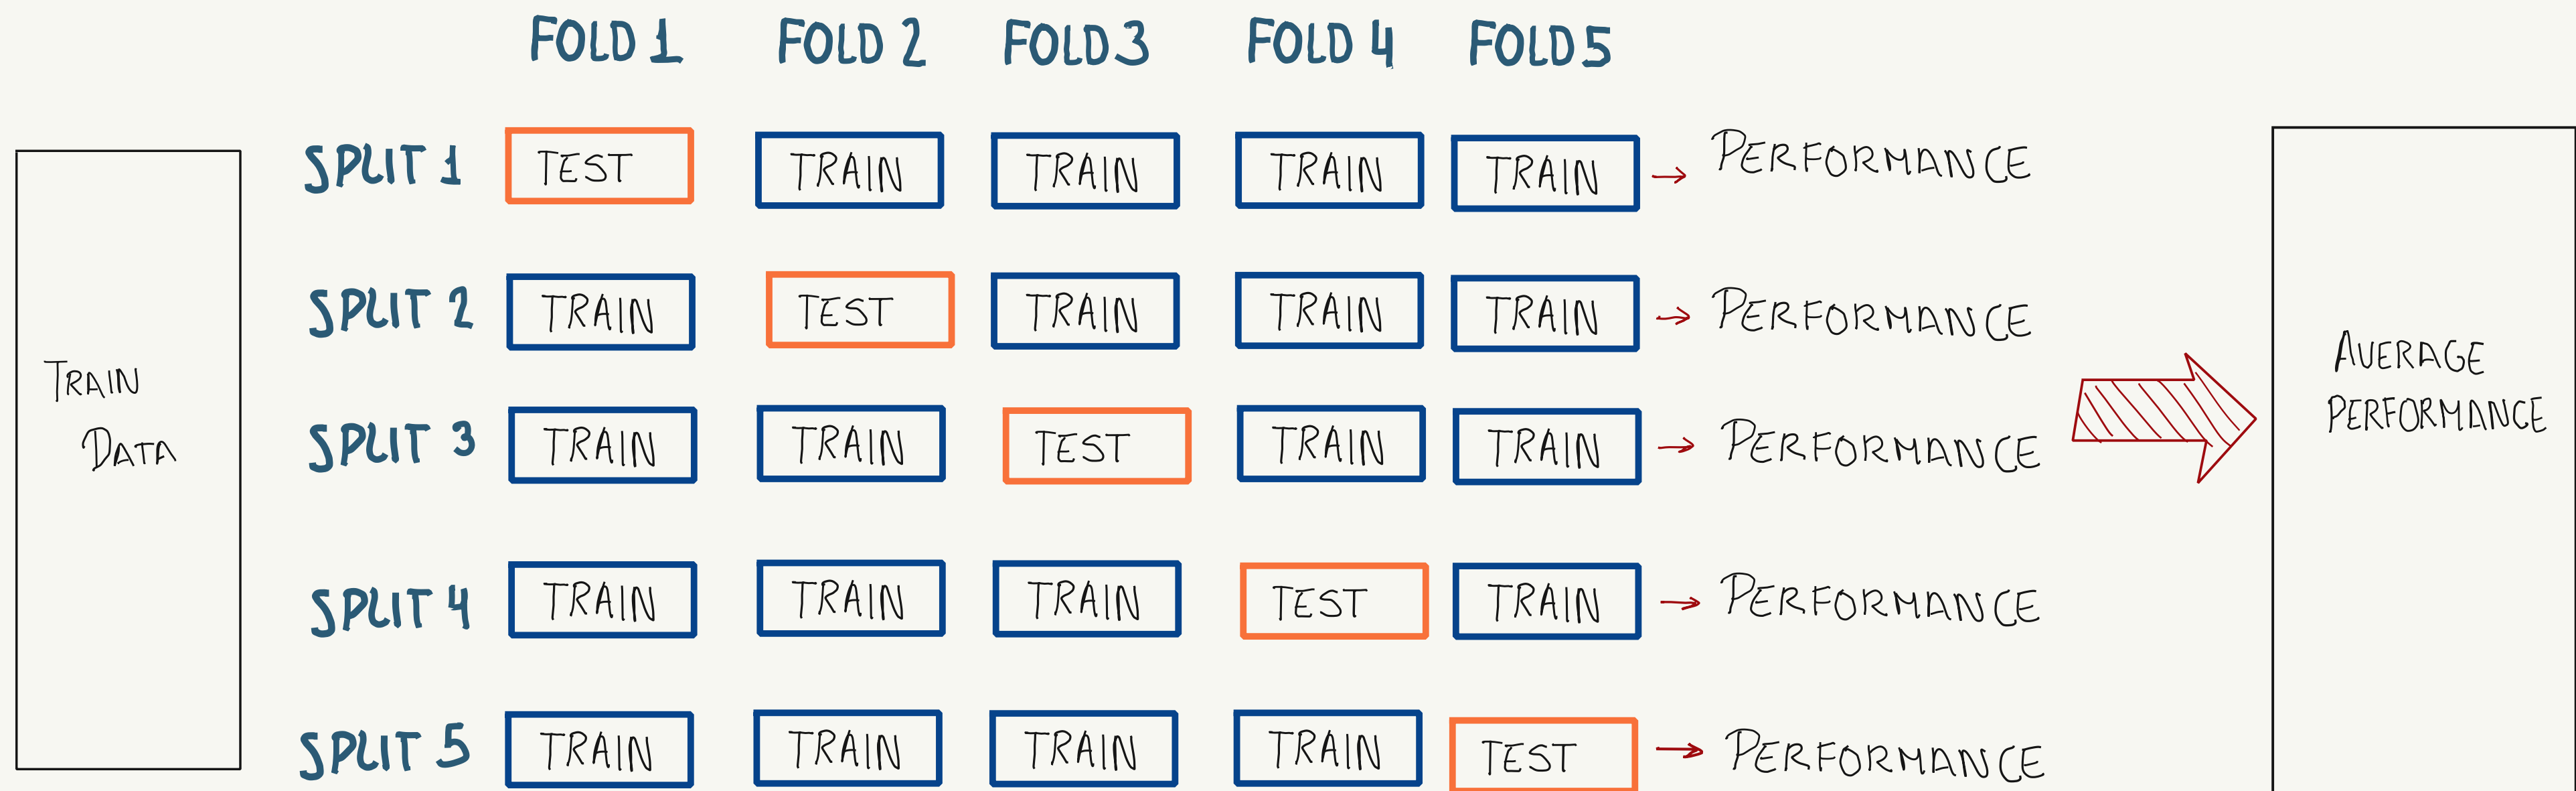 FOLD 1 FOLD 2 FOLD 3 FOLD 4 FOLD 5
SPLIT 1 TEST TRAIN TRAIN TRAIN TRAIN → PERFORMANCE
SPLIT 2 TRAIN TEST TRAIN TRAIN TRAIN → PERFORMANCE
TRAIN
DATA
SPLIT 3 TRAIN TRAIN TEST TRAIN TRAIN → PERFORMANCE
SPLIT 4 TRAIN TRAIN TRAIN TEST TRAIN → PERFORMANCE
SPLIT 5 TRAIN TRAIN TRAIN TRAIN TEST → PERFORMANCE
AVERAGE
PERFORMANCE